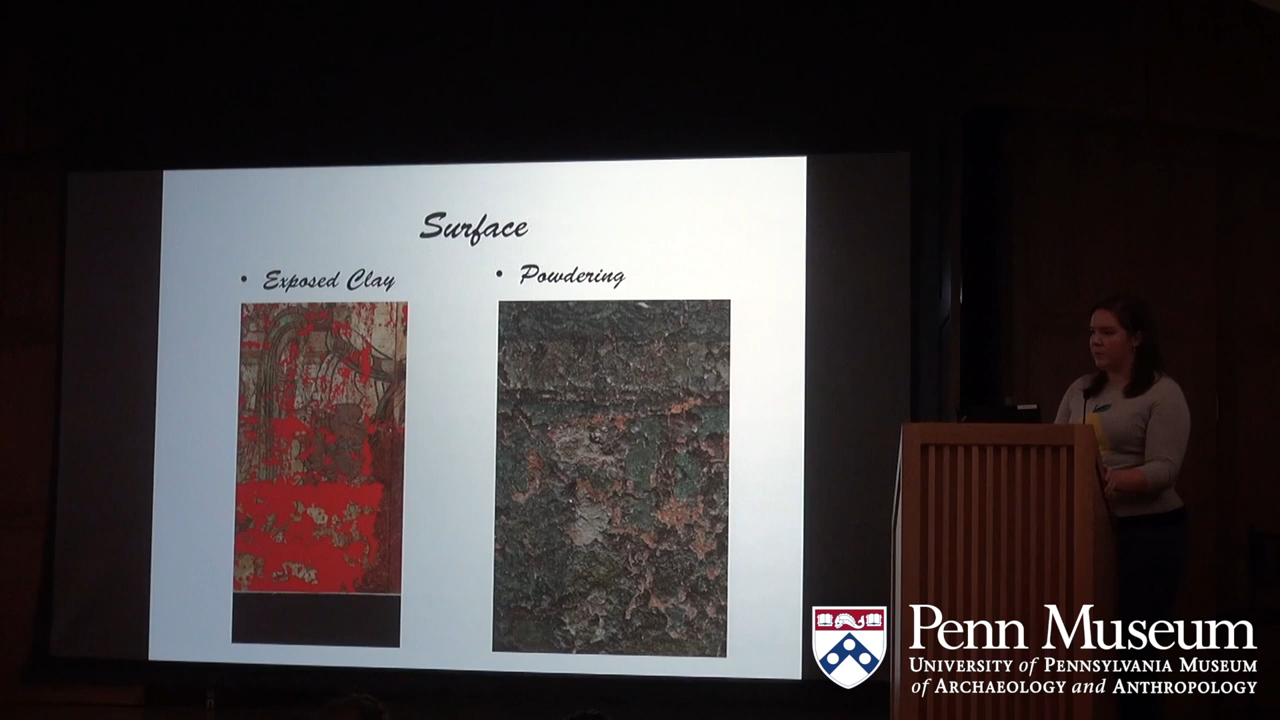 Surface
• Exposed Clay
• Powdering
Penn Museum
University of Pennsylvania Museum
of Archaeology and Anthropology